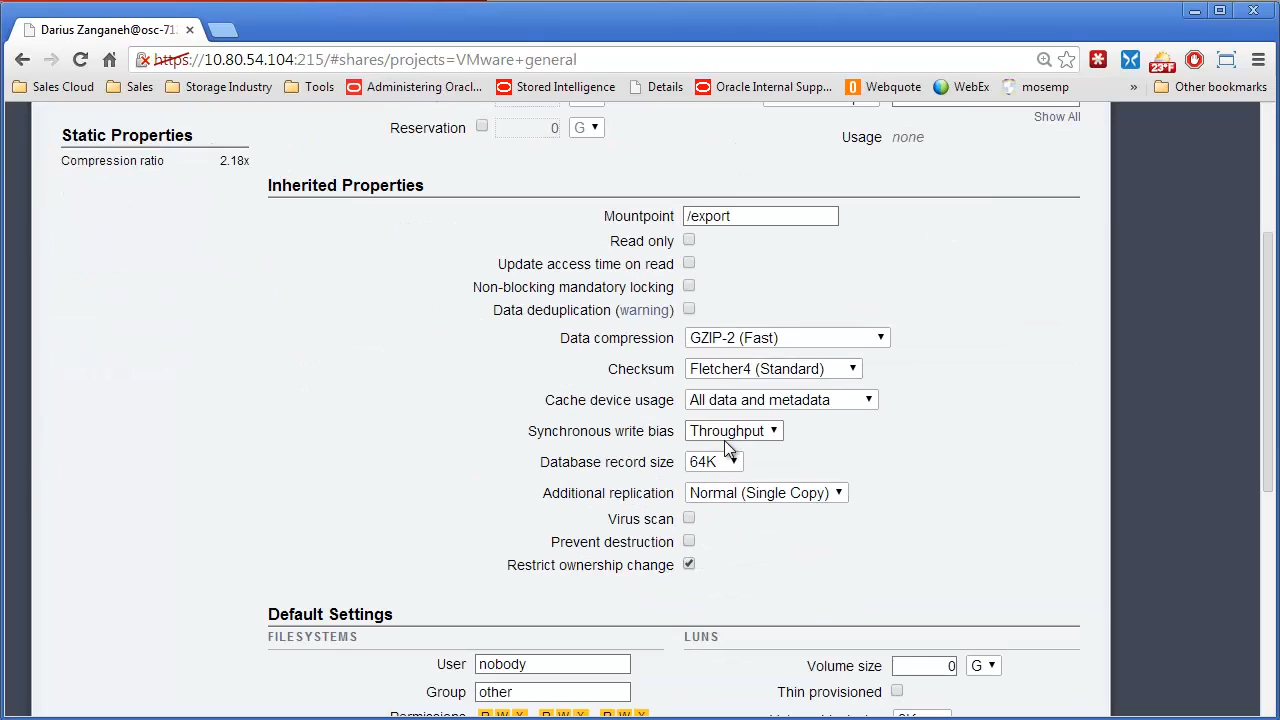 Darius Zanganeh@osc-71
https://10.80.54.104:215/#shares/projects=VMware+general
23°F
Sales Cloud Sales Storage Industry Tools Administering Orac... Stored Intelligence Details Oracle Internal Supp... Webquote WebEx mosemp » Other bookmarks
Show All
Reservation 0 G
Usage none
Static Properties
Compression ratio 2.18x
Inherited Properties
Mountpoint /export
Read only
Update access time on read
Non-blocking mandatory locking
Data deduplication (warning)
Data compression GZIP-2 (Fast)
Checksum Fletcher4 (Standard)
Cache device usage All data and metadata
Synchronous write bias Throughput
Database record size 64K
Additional replication Normal (Single Copy)
Virus scan
Prevent destruction
Restrict ownership change
Default Settings
FILESYSTEMS
User nobody
Group other
Permissions R W X R W X R W X
LUNS
Volume size 0 G
Thin provisioned